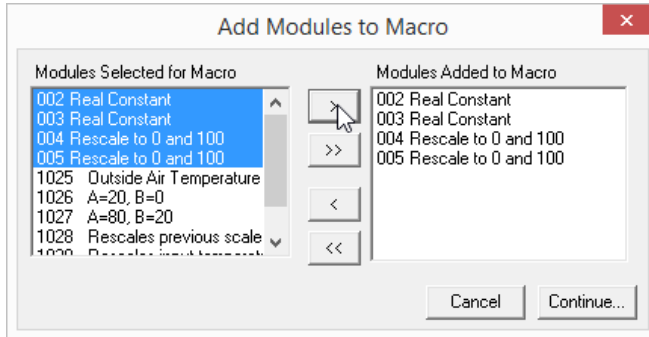 Add Modules to Macro
Modules Selected for Macro
002 Real Constant
003 Real Constant
004 Rescale to 0 and 100
005 Rescale to 0 and 100
1025 Outside Air Temperature
1026 A=20, B=0
1027 A=80, B=20
1028 Rescales previous scale
>
>>
<
<<
Modules Added to Macro
002 Real Constant
003 Real Constant
004 Rescale to 0 and 100
005 Rescale to 0 and 100
Cancel
Continue...